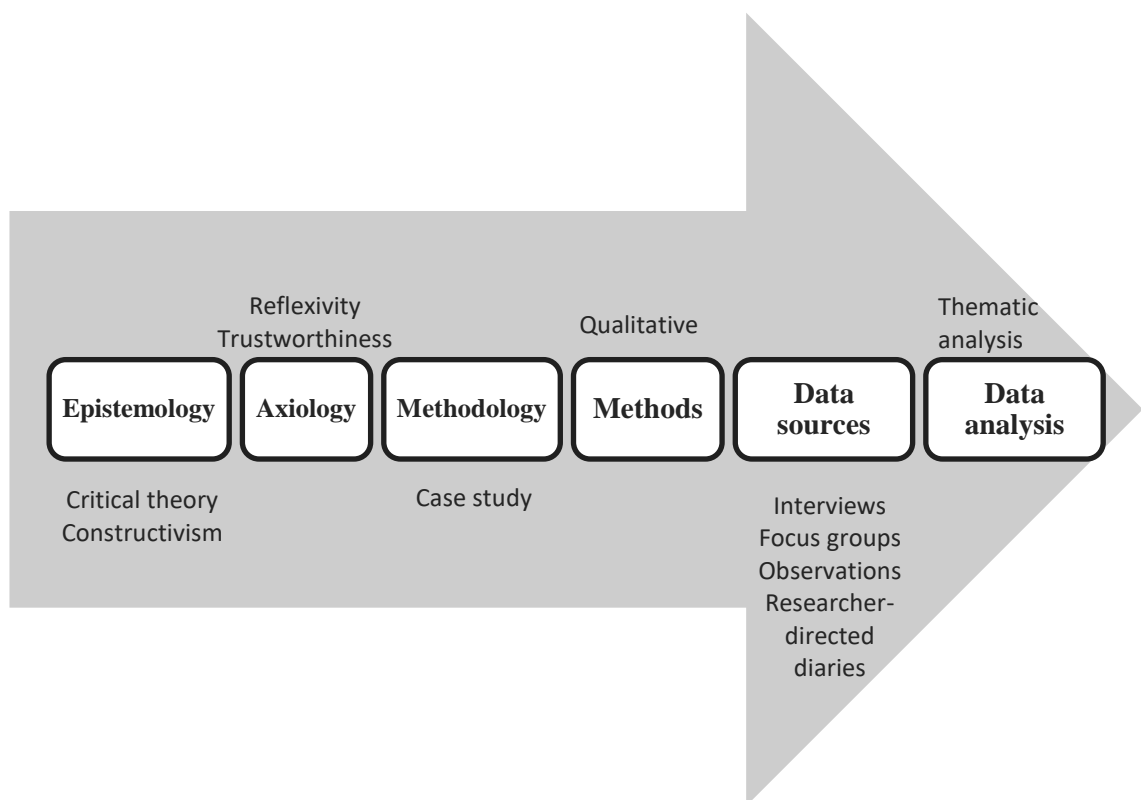 Reflexivity
Trustworthiness
Qualitative
Thematic
analysis
Epistemology
Axiology
Methodology
Methods
Data
sources
Data
analysis
Critical theory
Constructivism
Case study
Interviews
Focus groups
Observations
Researcher-
directed
diaries